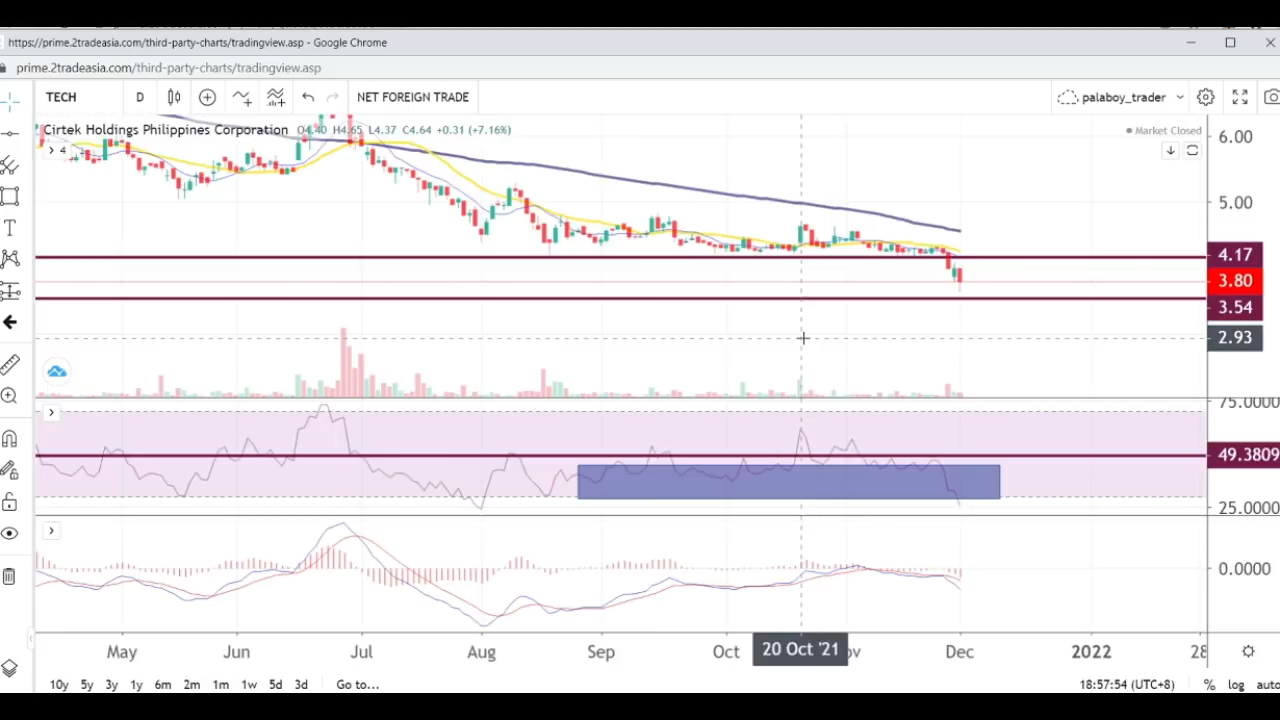 https://prime.2tradeasia.com/third-party-charts/tradingview.asp - Google Chrome
prime.2tradeasia.com/third-party-charts/tradingview.asp
TECH D NET FOREIGN TRADE palaboy_trader
Cirtek Holdings Philippines Corporation O4.40 H4.65 L4.37 C4.64 +0.31 (+7.16%)
Market Closed
4
6.00
5.00
4.17
3.80
3.54
2.93
75.0000
49.3809
25.0000
0.0000
May Jun Jul Aug Sep Oct 20 Oct '21 Dec 2022 28
10y 5y 3y 1y 6m 2m 1m 1w 5d 3d Go to... 18:57:54 (UTC+8) % log auto